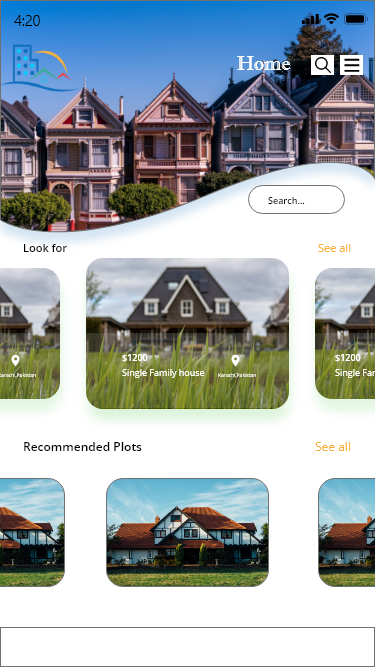 4:20
Home
Search...
Look for
See all
$1200
Single Family house
Karachi,Pakistan
Karachi,Pakistan
$1200
Single Far
Recommended Plots
See all